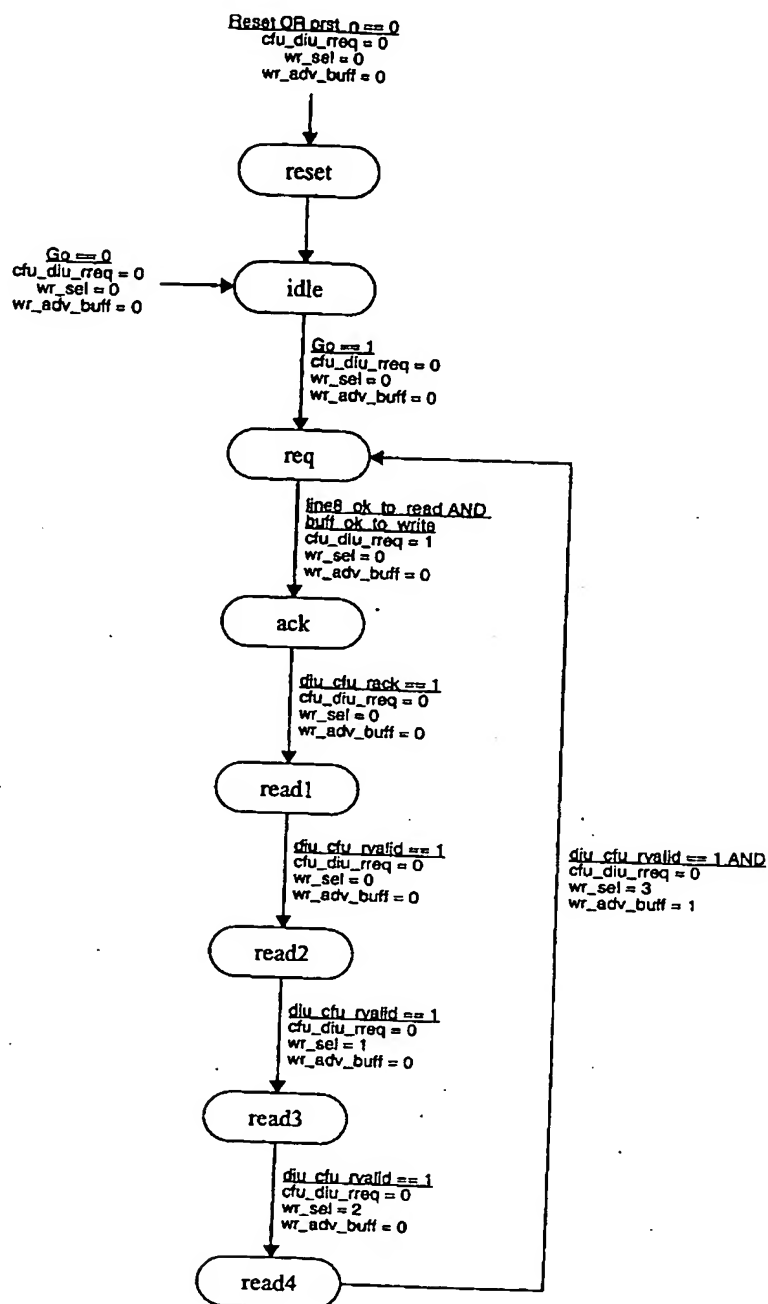 Reset OR prst_n == 0
cfu_diu_rreq = 0
wr_sel = 0
wr_adv_buff = 0
reset
Go == 0
cfu_diu_rreq = 0
wr_sel = 0
wr_adv_buff = 0
idle
Go == 1
cfu_diu_rreq = 0
wr_sel = 0
wr_adv_buff = 0
req
line8_ok_to_read AND
buff_ok_to_write
cfu_diu_rreq = 1
wr_sel = 0
wr_adv_buff = 0
ack
diu_cfu_rack == 1
cfu_diu_rreq = 0
wr_sel = 0
wr_adv_buff = 0
read1
diu_cfu_rvalid == 1
cfu_diu_rreq = 0
wr_sel = 0
wr_adv_buff = 0
diu_cfu_rvalid == 1 AND
cfu_diu_rreq = 0
wr_sel = 3
wr_adv_buff = 1
read2
diu_cfu_rvalid == 1
cfu_diu_rreq = 0
wr_sel = 1
wr_adv_buff = 0
read3
diu_cfu_rvalid == 1
cfu_diu_rreq = 0
wr_sel = 2
wr_adv_buff = 0
read4